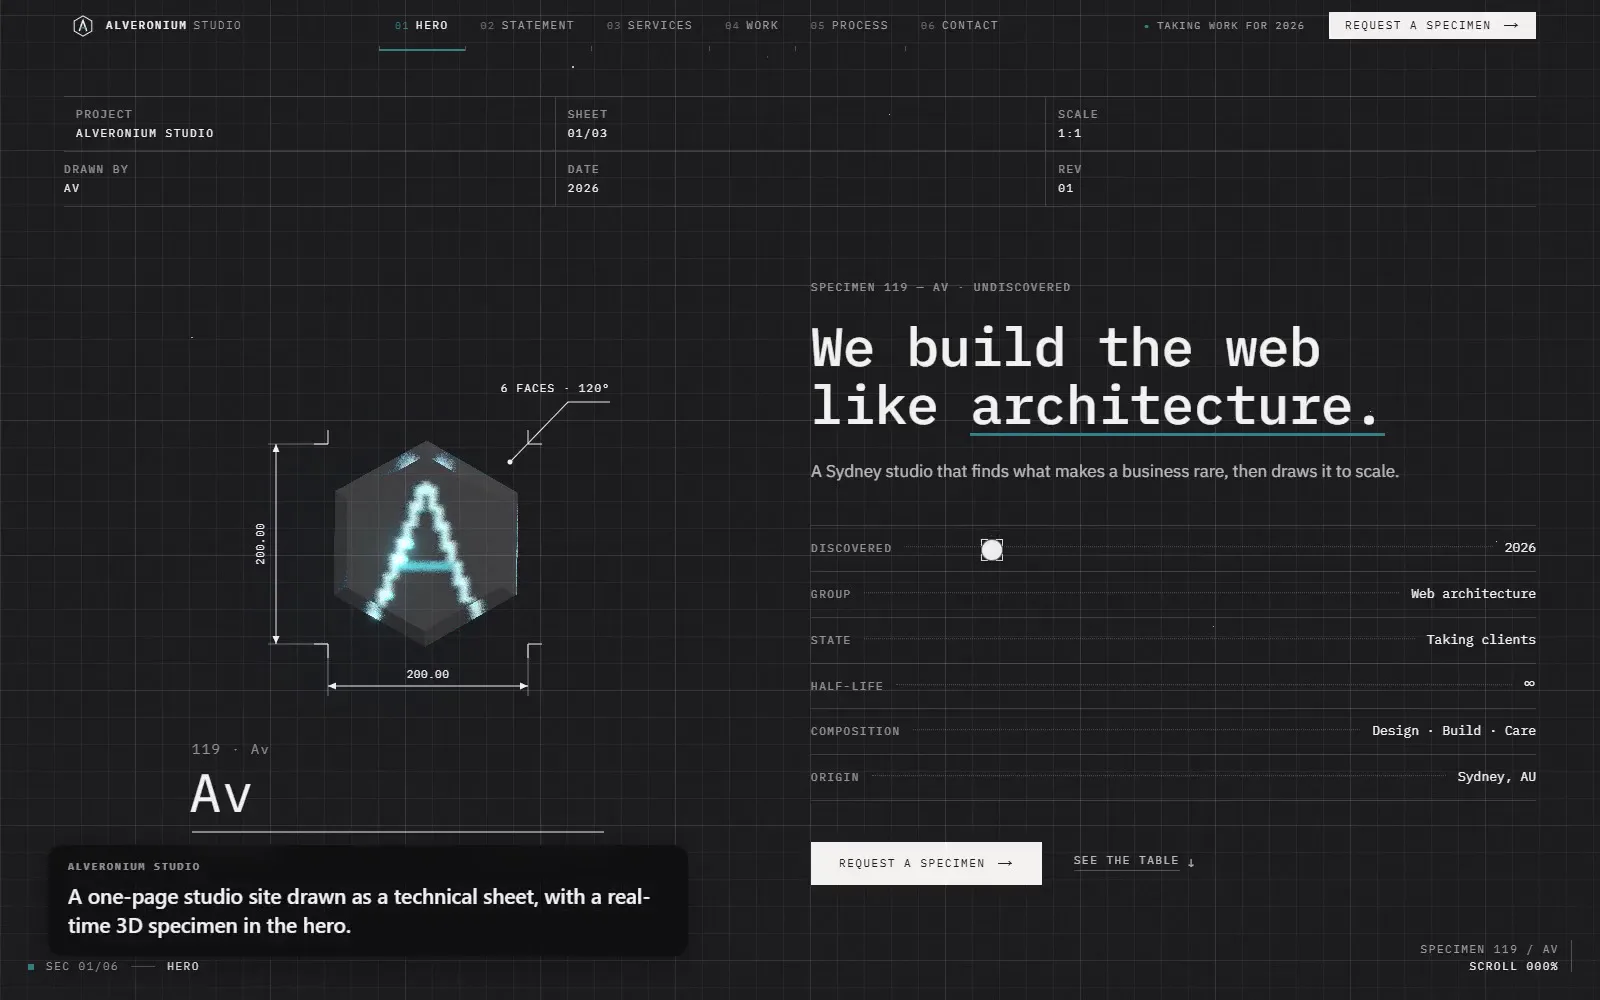 ALVERONIUM STUDIO
01 HERO
02 STATEMENT
03 SERVICES
04 WORK
05 PROCESS
06 CONTACT
TAKING WORK FOR 2026
REQUEST A SPECIMEN →
PROJECT
ALVERONIUM STUDIO
SHEET
01/03
SCALE
1:1
DRAWN BY
AV
DATE
2026
REV
01
SPECIMEN 119 — AV · UNDISCOVERED
We build the web
like architecture.
A Sydney studio that finds what makes a business rare, then draws it to scale.
6 FACES · 120°
A
200.00
200.00
119 · Av
Av
DISCOVERED 2026
GROUP Web architecture
STATE Taking clients
HALF-LIFE ∞
COMPOSITION Design · Build · Care
ORIGIN Sydney, AU
REQUEST A SPECIMEN →
SEE THE TABLE ↓
ALVERONIUM STUDIO
A one-page studio site drawn as a technical sheet, with a real-
time 3D specimen in the hero.
SEC 01/06 — HERO
SPECIMEN 119 / AV
SCROLL 000%